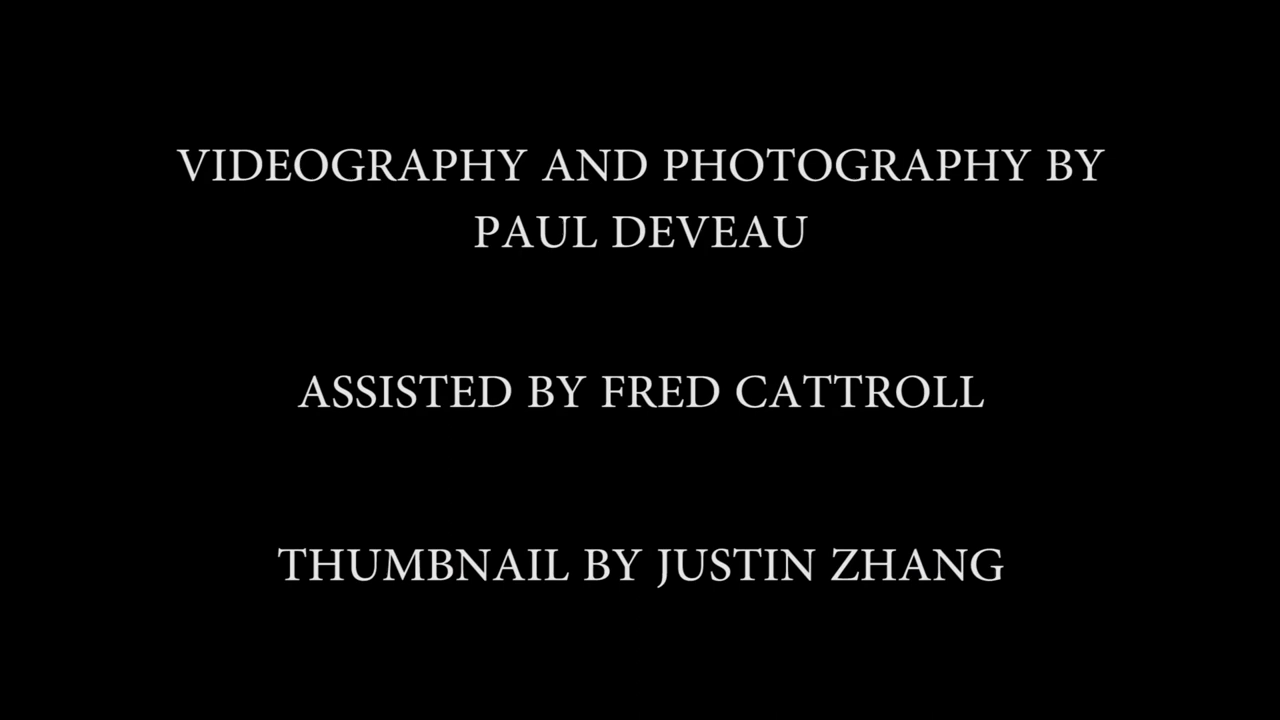 VIDEOGRAPHY AND PHOTOGRAPHY BY
PAUL DEVEAU
ASSISTED BY FRED CATTROLL
THUMBNAIL BY JUSTIN ZHANG